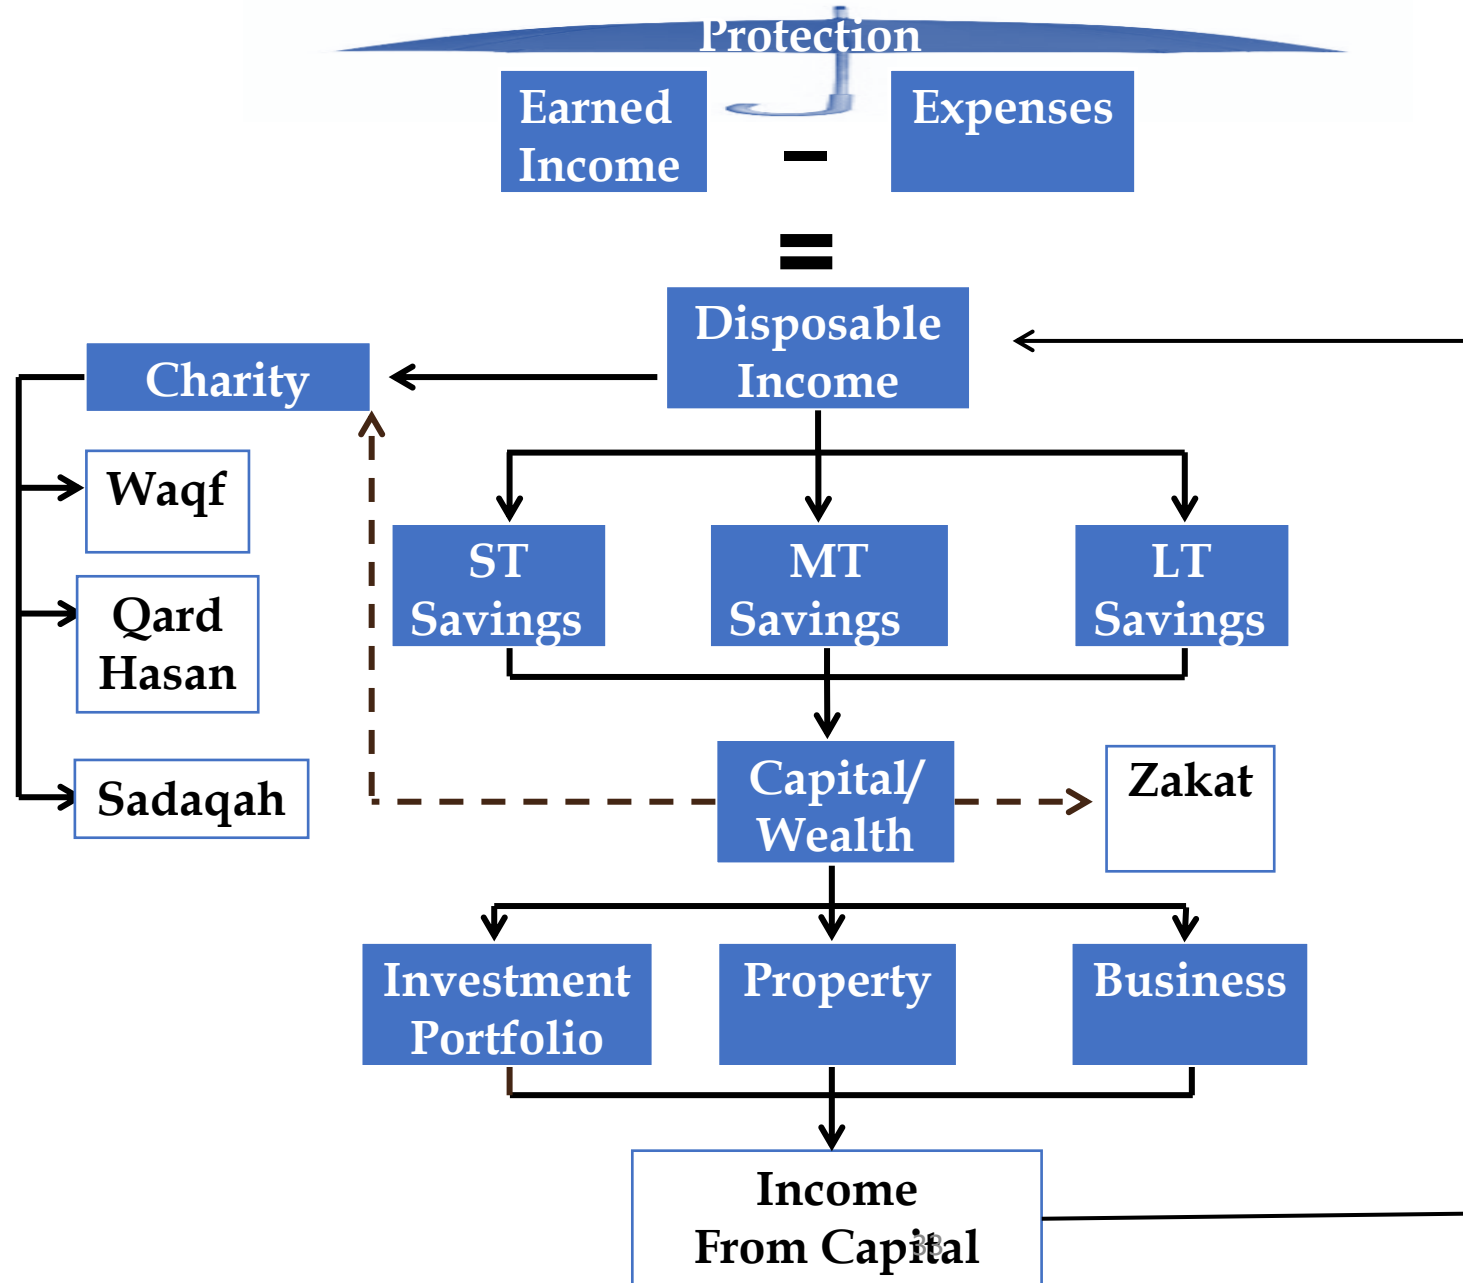 Protection
Earned
Income
Expenses
Disposable
Income
Charity
Waqf
Qard
Hasan
Sadaqah
ST
Savings
MT
Savings
LT
Savings
Capital/
Wealth
Zakat
Investment
Portfolio
Property
Business
Income
From Capital
33